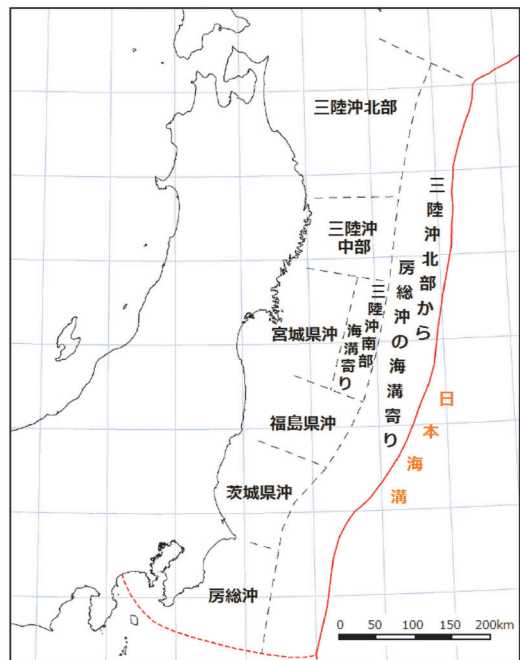 三陸沖北部
三陸沖
中部
三陸沖北部から
房総沖の海溝寄り
三陸沖南部
海溝寄り
宮城県沖
日本海溝
福島県沖
茨城県沖
房総沖
0 50 100 150 200km